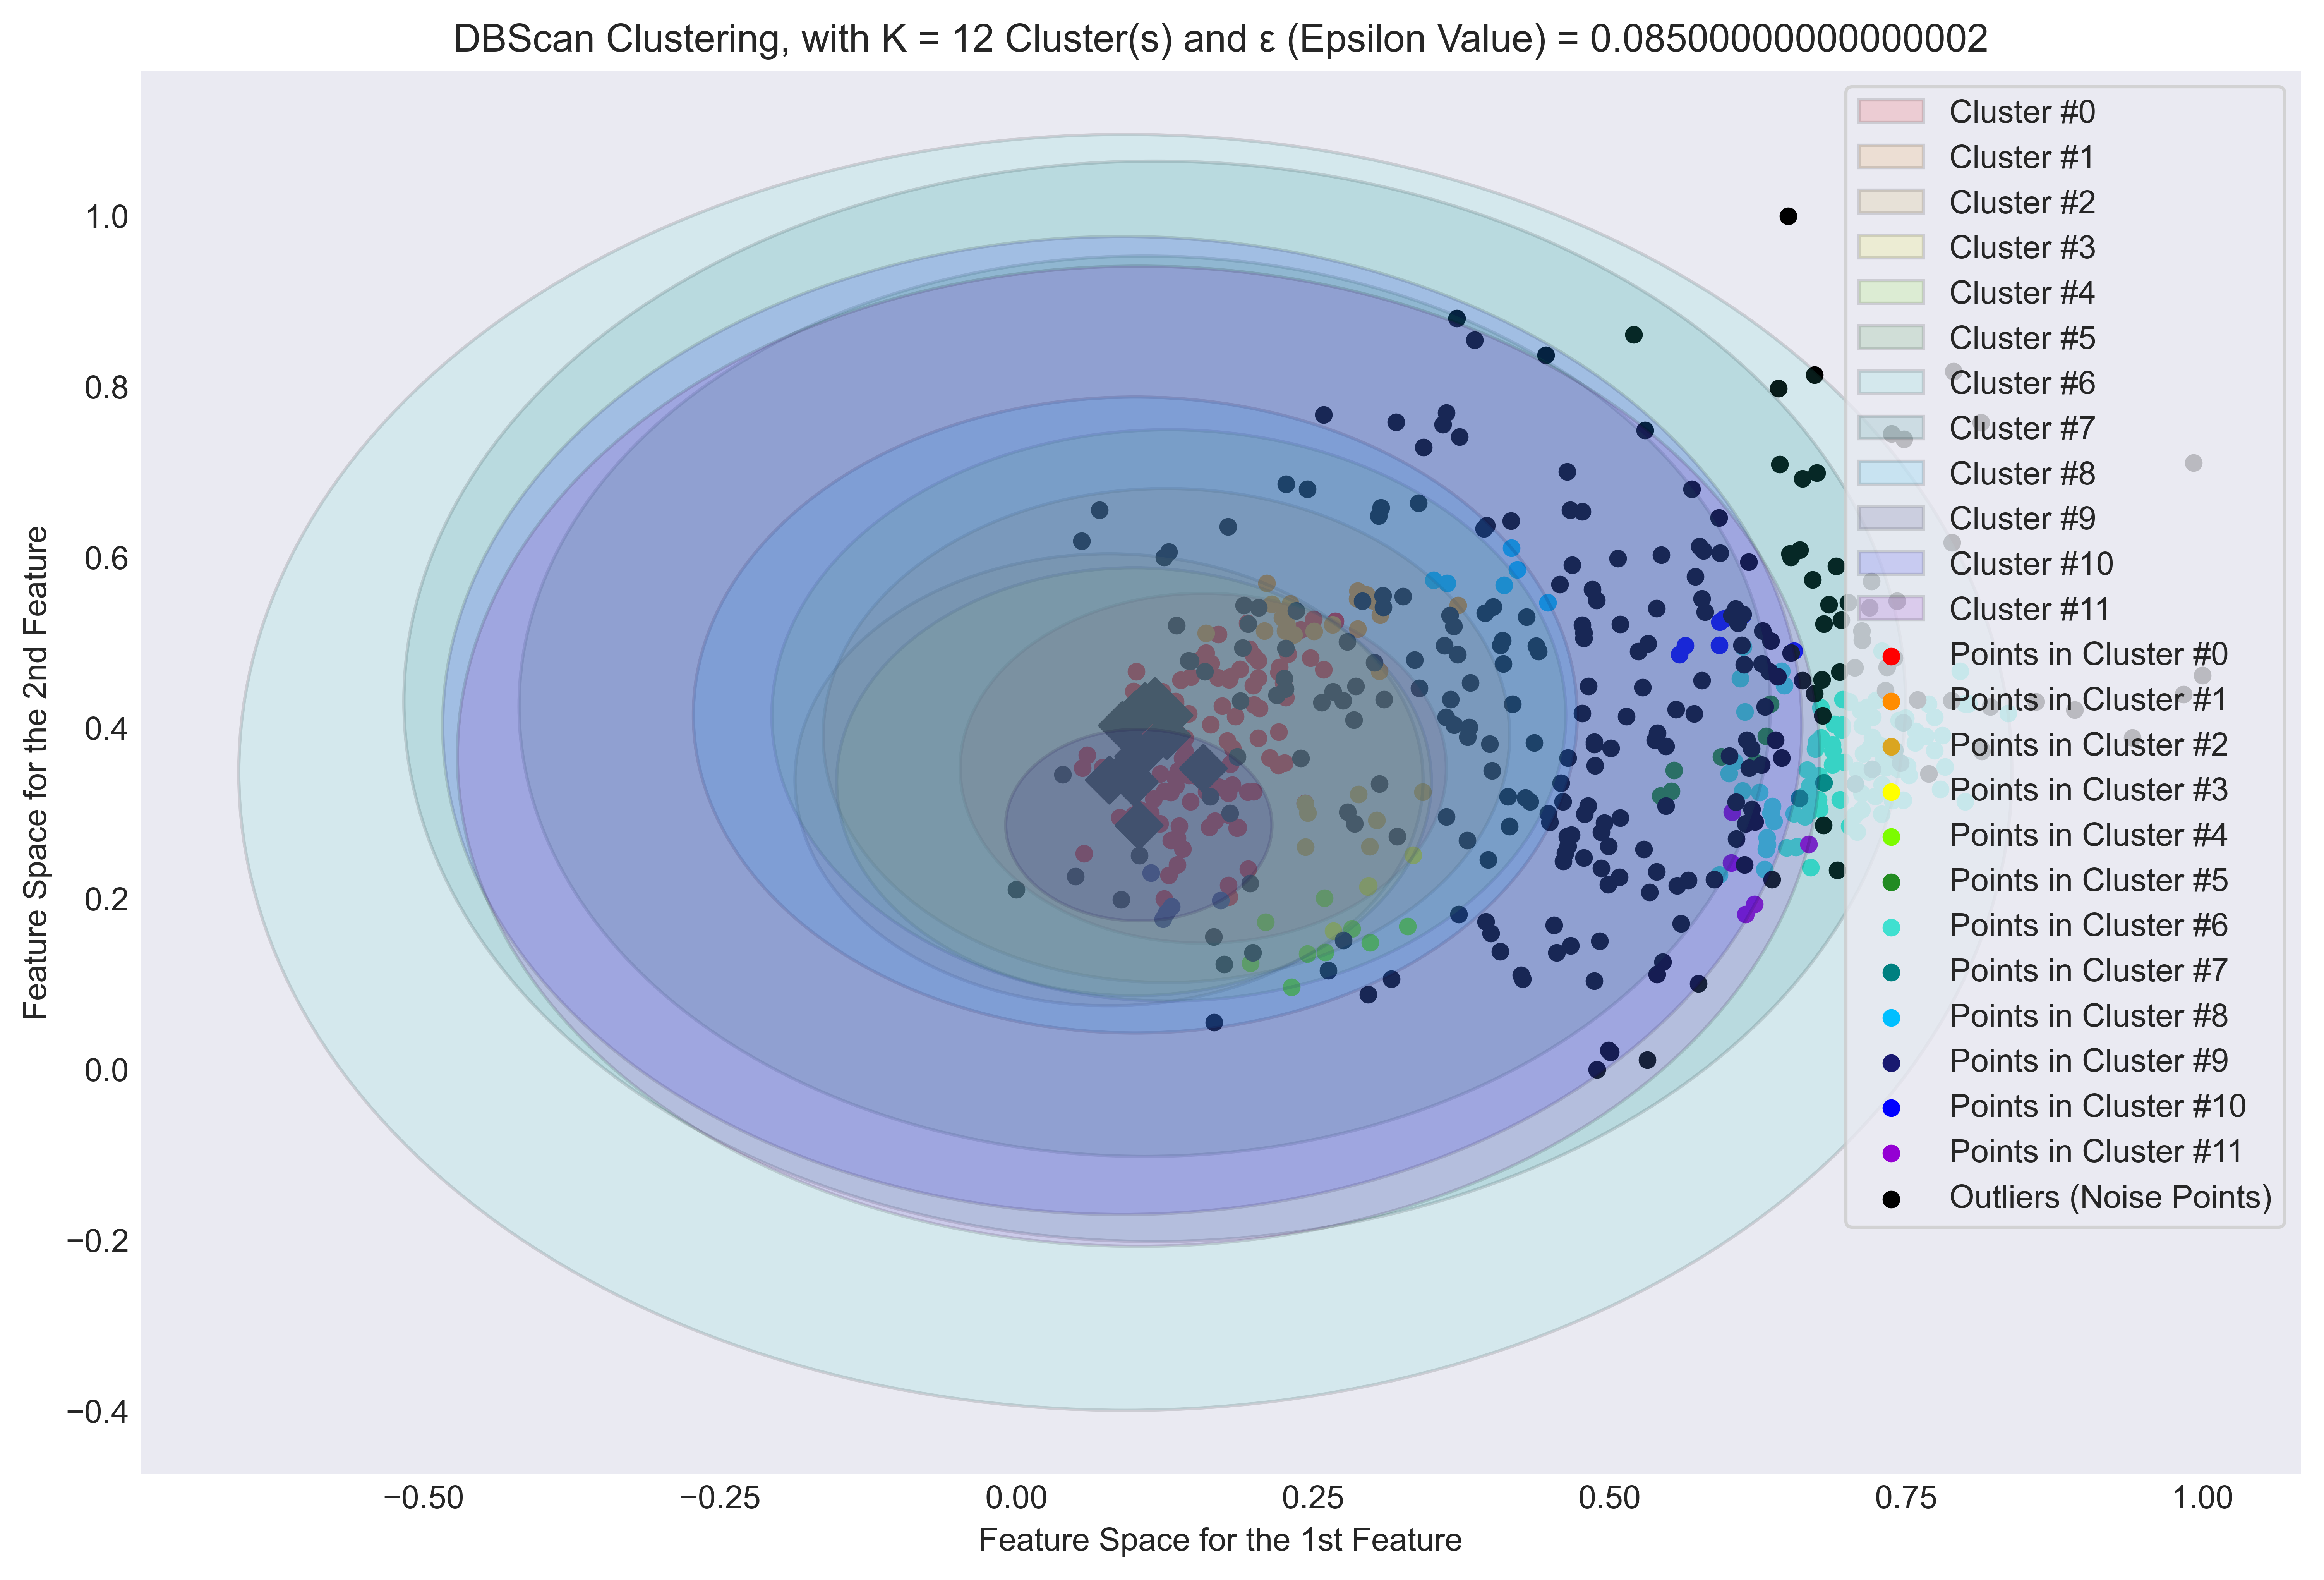 DBScan Clustering, with K = 12 Cluster(s) and ε (Epsilon Value) = 0.08500000000000002
Cluster #0
Cluster #1
Cluster #2
Cluster #3
Cluster #4
Cluster #5
Cluster #6
Cluster #7
Cluster #8
Cluster #9
Cluster #10
Cluster #11
Points in Cluster #0
Points in Cluster #1
Points in Cluster #2
Points in Cluster #3
Points in Cluster #4
Points in Cluster #5
Points in Cluster #6
Points in Cluster #7
Points in Cluster #8
Points in Cluster #9
Points in Cluster #10
Points in Cluster #11
Outliers (Noise Points)
Feature Space for the 2nd Feature
1.0
0.8
0.6
0.4
0.2
0.0
−0.2
−0.4
−0.50
−0.25
0.00
0.25
0.50
0.75
1.00
Feature Space for the 1st Feature